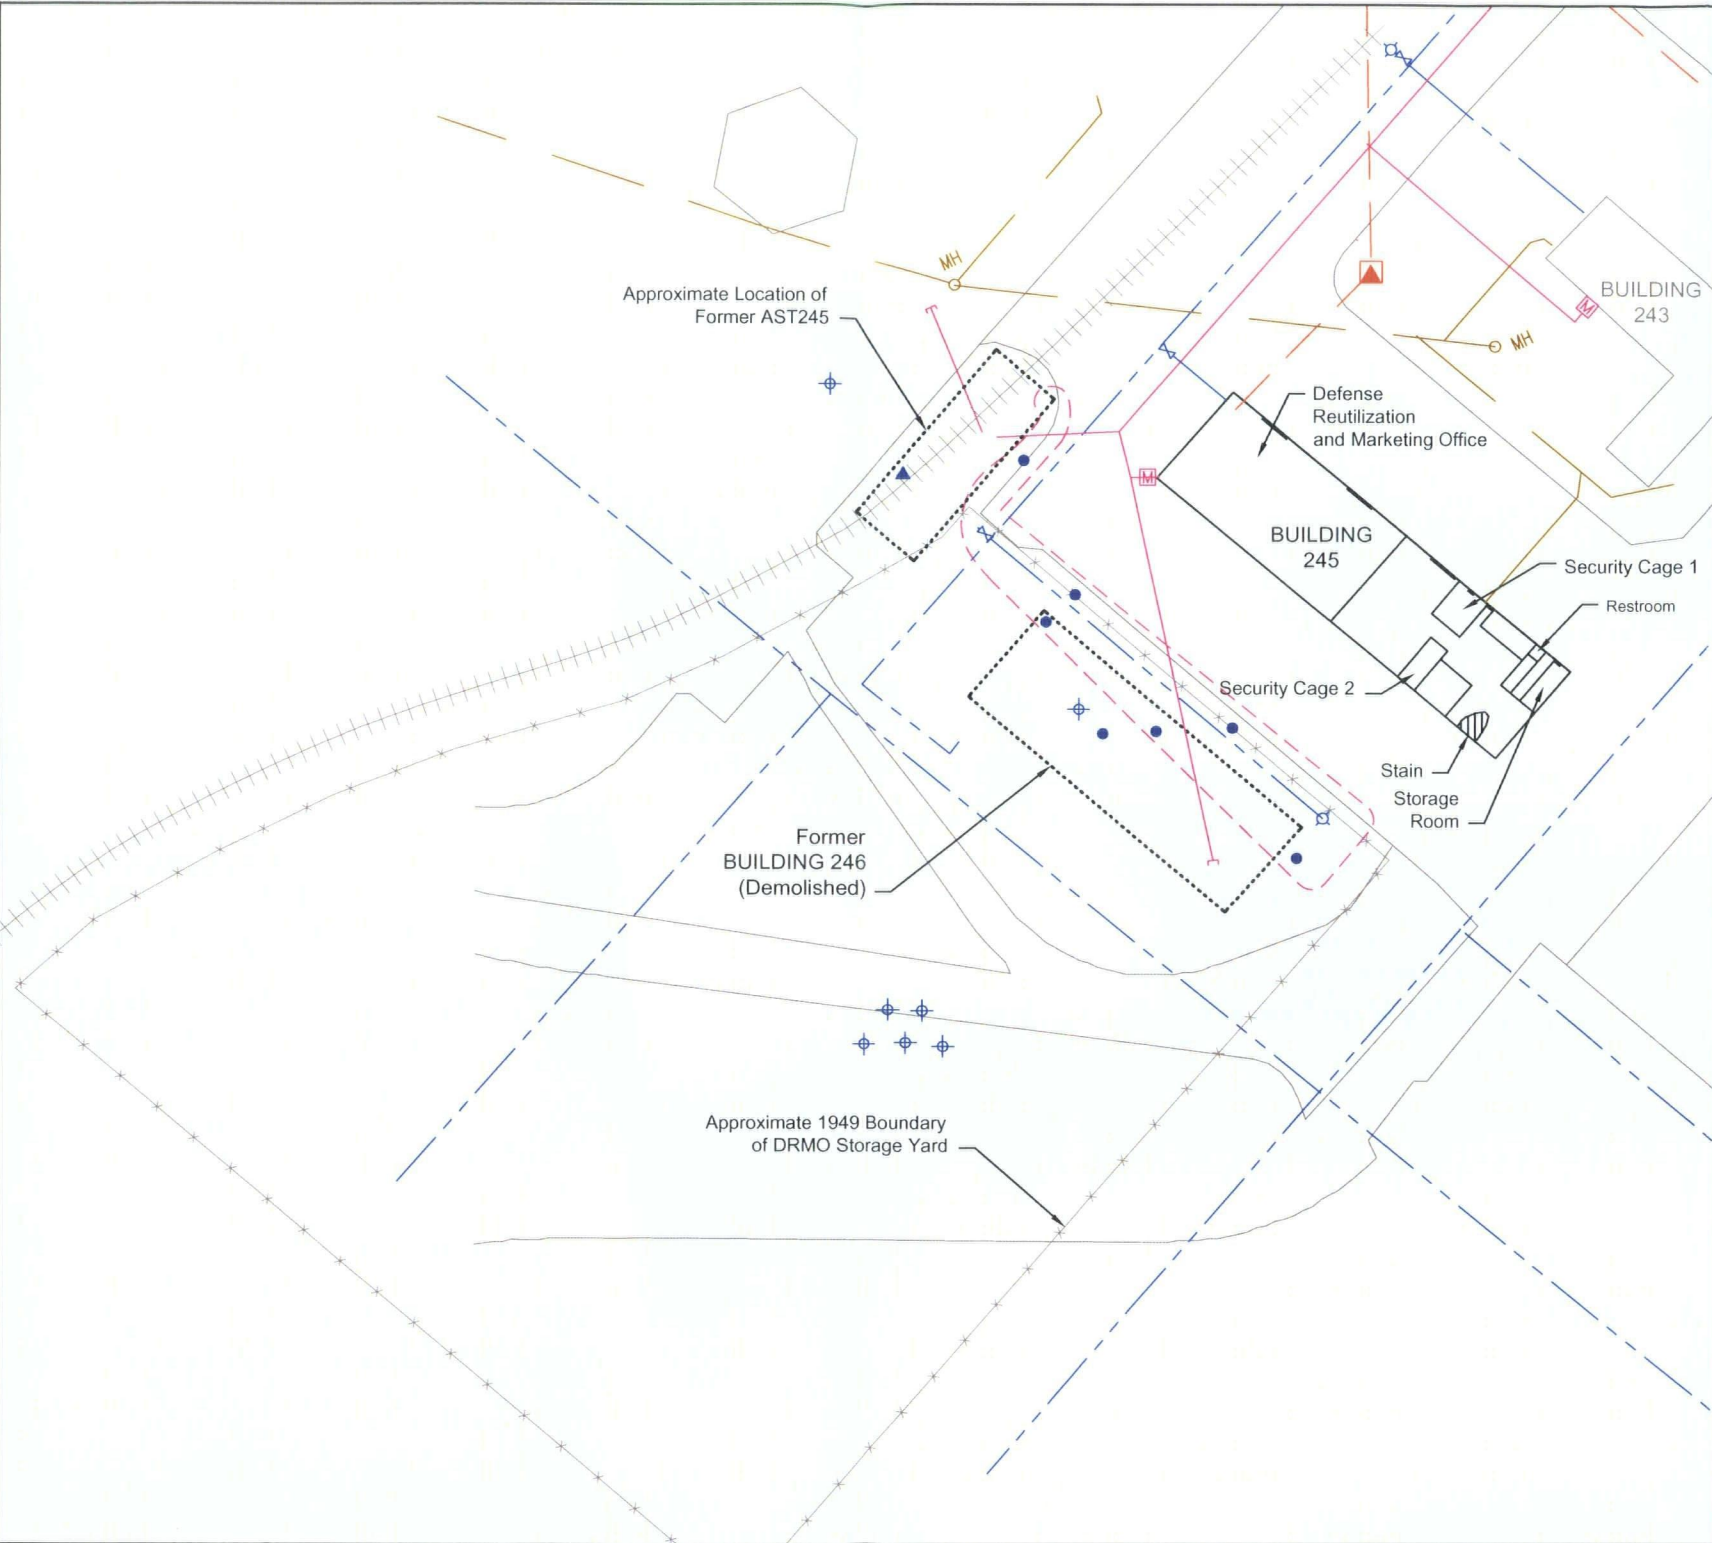 MH
Approximate Location of
Former AST245
BUILDING
243
M
MH
Defense
Reutilization
and Marketing Office
M
BUILDING
245
Security Cage 1
Restroom
Security Cage 2
Stain
Storage
Room
Former
BUILDING 246
(Demolished)
Approximate 1949 Boundary
of DRMO Storage Yard